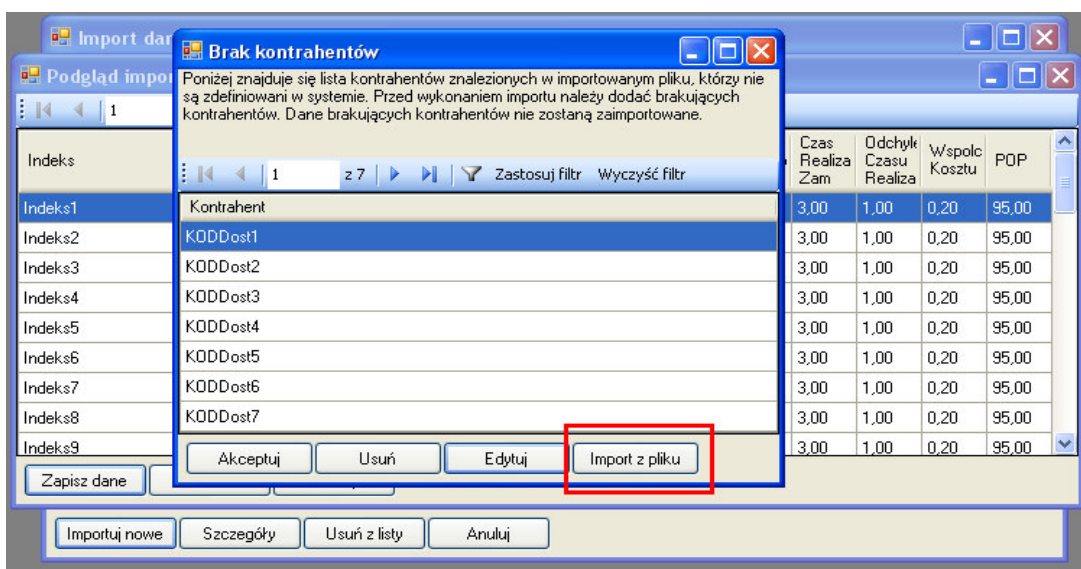 Import dar
Brak kontrahentów
Podgląd impor
Poniżej znajduje się lista kontrahentów znalezionych w importowanym pliku, którzy nie
są zdefiniowani w systemie. Przed wykonaniem importu należy dodać brakujących
kontrahentów. Dane brakujących kontrahentów nie zostaną zaimportowane.
1
1 z 7 Zastosuj filtr Wyczyść filtr
Indeks Czas Realiza Zam Odchyle Czasu Realiza Wspolc Kosztu POP
Kontrahent
Indeks1 3,00 1,00 0,20 95,00
KODDost1
Indeks2 3,00 1,00 0,20 95,00
KODDost2
Indeks3 3,00 1,00 0,20 95,00
KODDost3
Indeks4 3,00 1,00 0,20 95,00
KODDost4
Indeks5 3,00 1,00 0,20 95,00
KODDost5
Indeks6 3,00 1,00 0,20 95,00
KODDost6
Indeks7 3,00 1,00 0,20 95,00
KODDost7
Indeks8 3,00 1,00 0,20 95,00
Indeks9 3,00 1,00 0,20 95,00
Akceptuj Usuń Edytuj Import z pliku
Zapisz dane
Importuj nowe Szczegóły Usuń z listy Anuluj